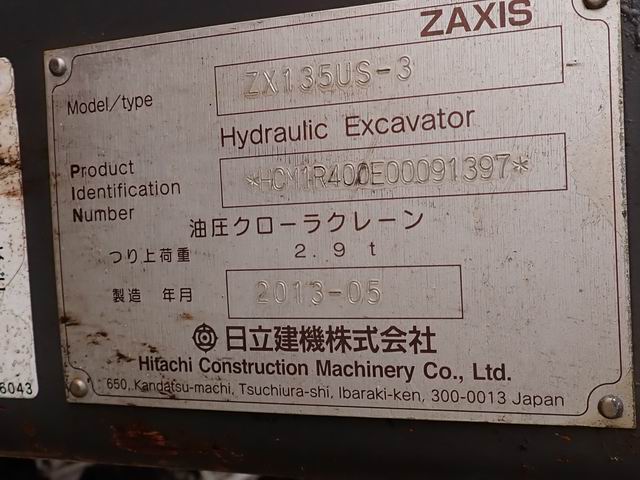 ZAXIS
Model/type ZX135US-3
Hydraulic Excavator
Product
Identification
Number
*HCM1R400E00091397*
油圧クローラクレーン
つり上荷重 2.9 t
製造 年月 2013-05
日立建機株式会社
Hitachi Construction Machinery Co., Ltd.
650, Kandatsu-machi, Tsuchiura-shi, Ibaraki-ken, 300-0013 Japan
6043